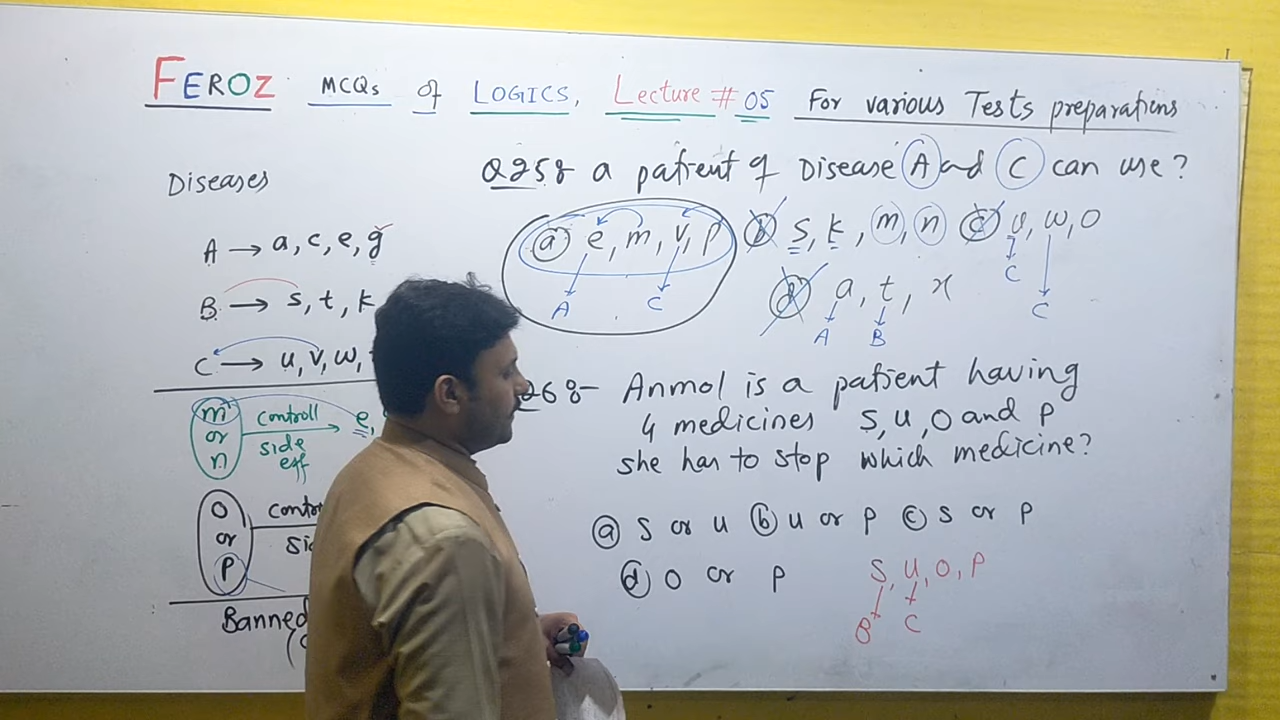 FEROZ MCQs of LOGICS, Lecture # 05 For various Tests preparations
Diseases
A → a, c, e, g
B → s, t, k
C → u, v, w,
m or n controll side eff → e,
O or P
Banned
Q25:- a patient of Disease A and C can use?
(a) e, m, v, p (b) s, k, m, n (c) v, w, o
A C C C
(d) a, t, x
A B
26:- Anmol is a patient having
4 medicines s, u, o and p
she has to stop which medicine?
(a) s or u (b) u or p (c) s or p
(d) o or p
s, u, o, p
B C